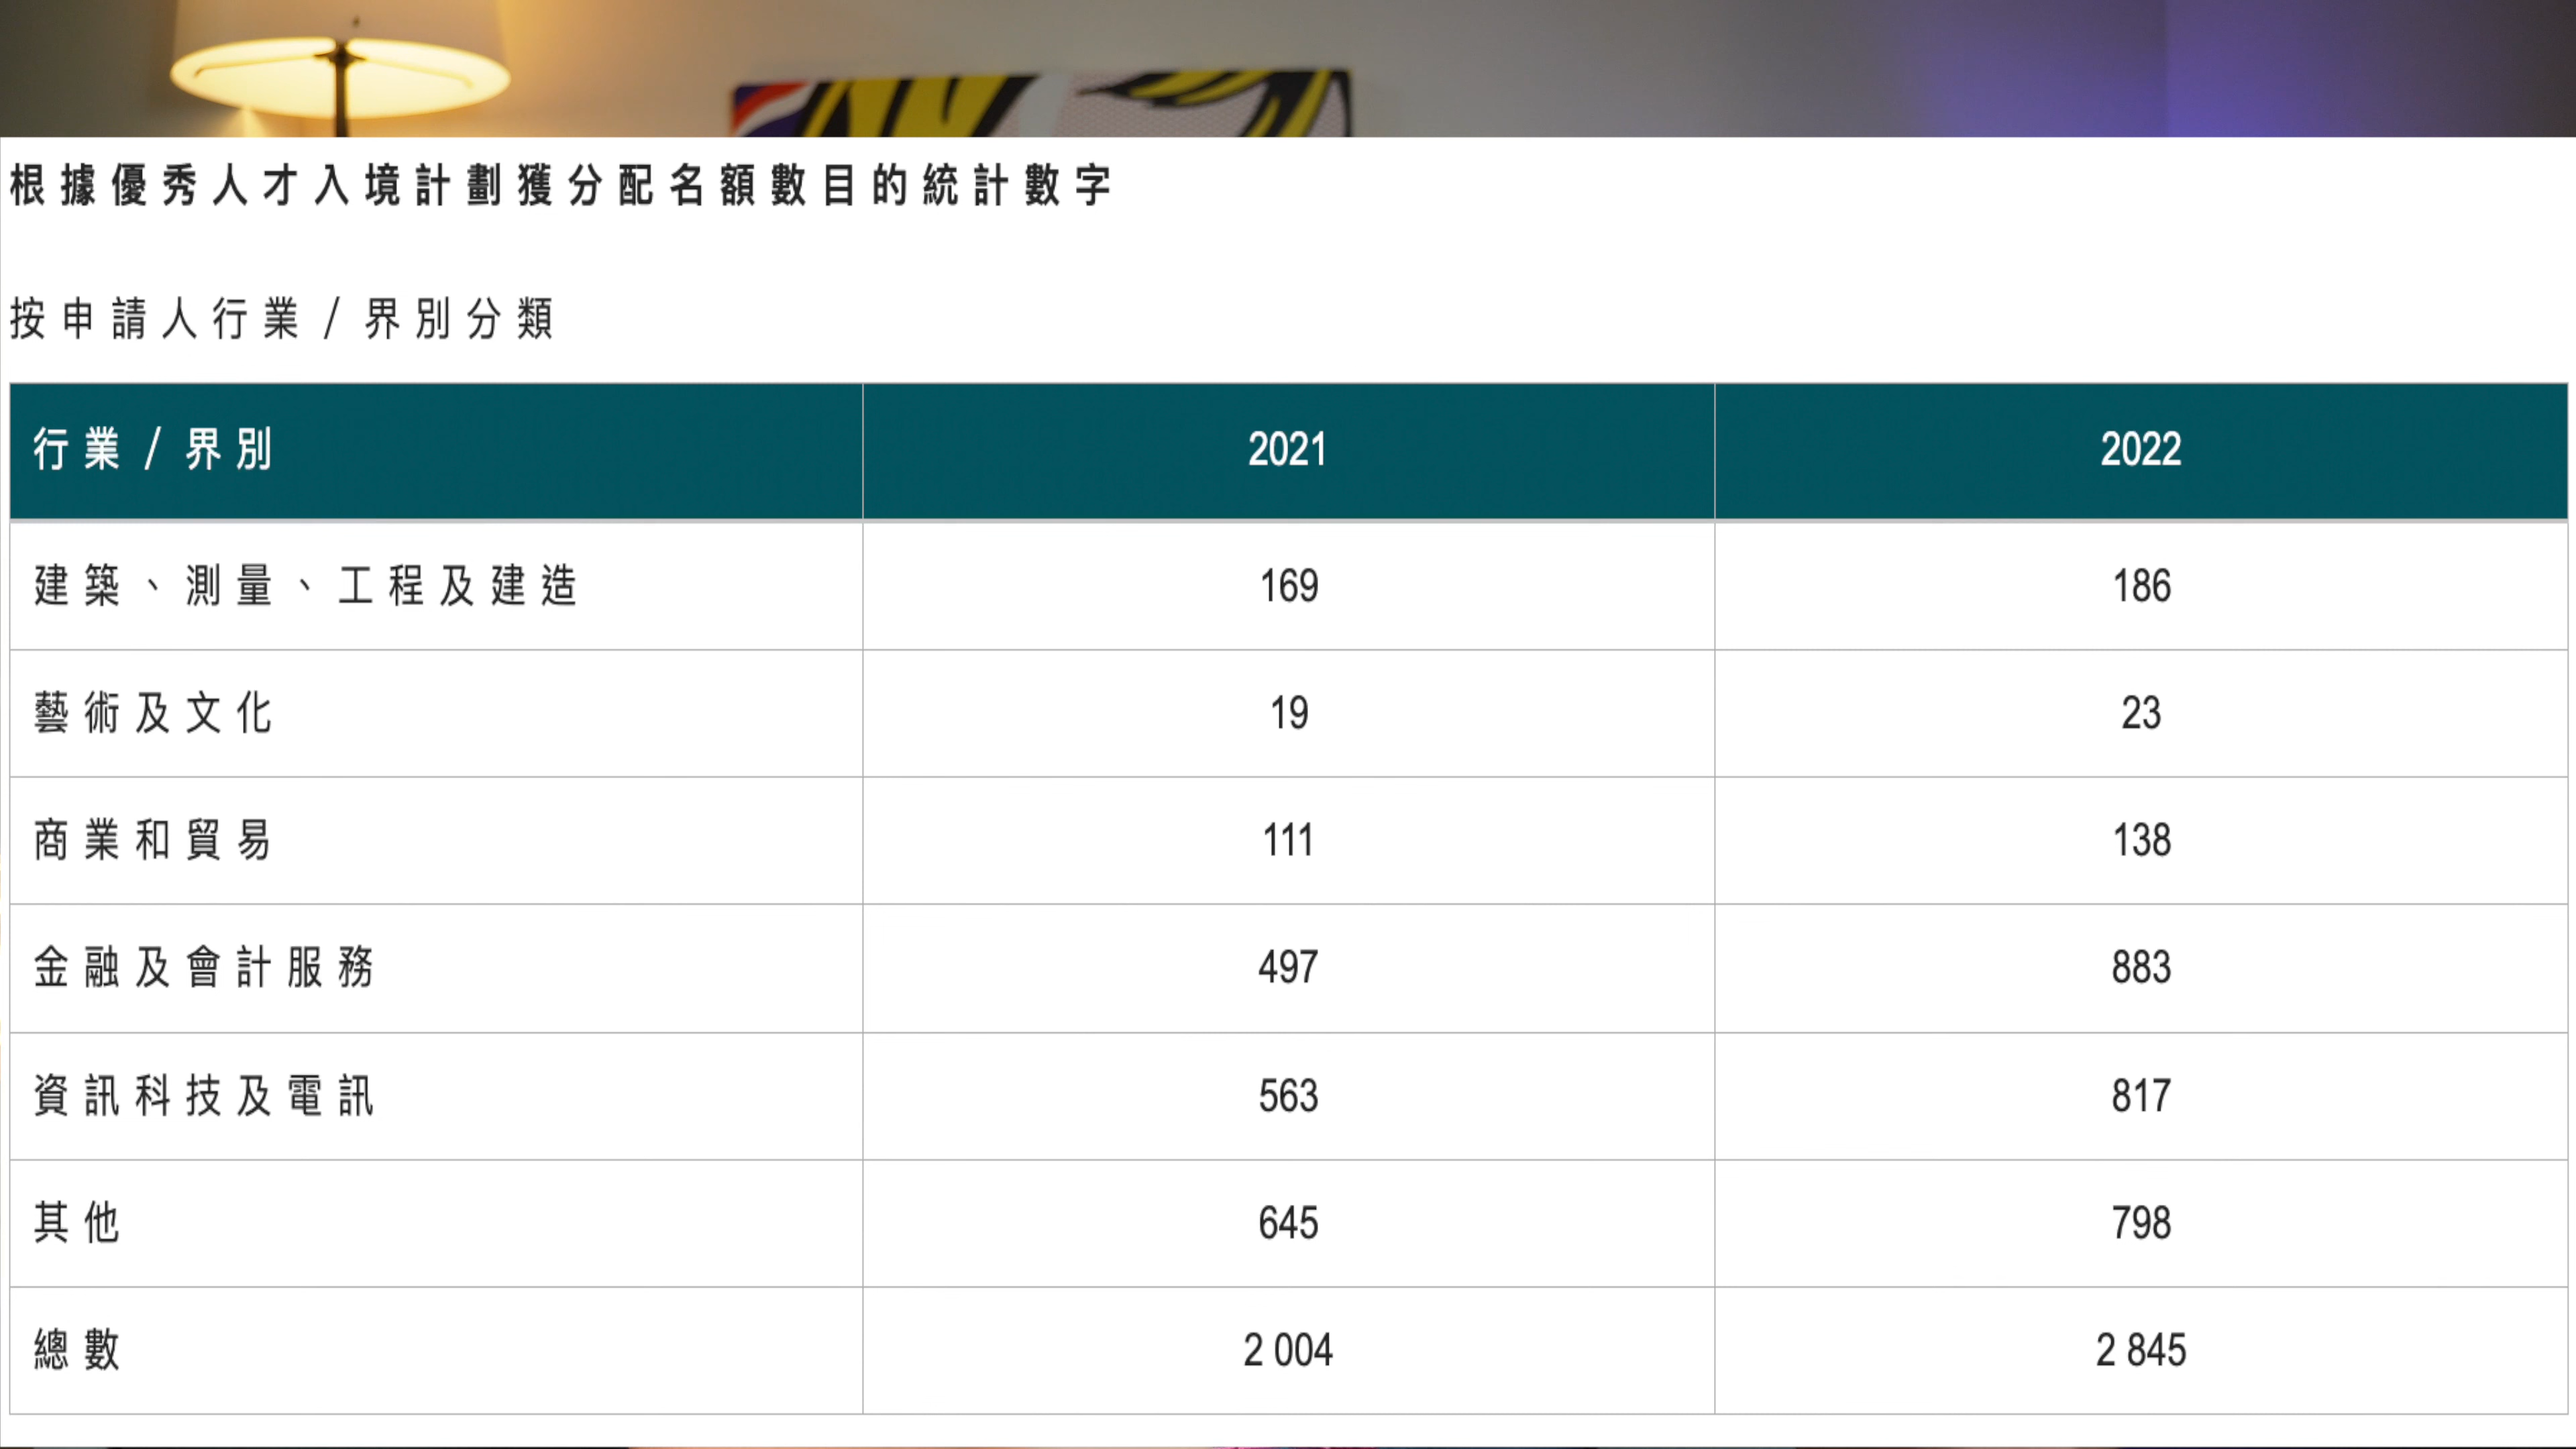 根據優秀人才入境計劃獲分配名額數目的統計數字
按申請人行業 / 界別分類
行業 / 界別 2021 2022
建築、測量、工程及建造 169 186
藝術及文化 19 23
商業和貿易 111 138
金融及會計服務 497 883
資訊科技及電訊 563 817
其他 645 798
總數 2 004 2 845